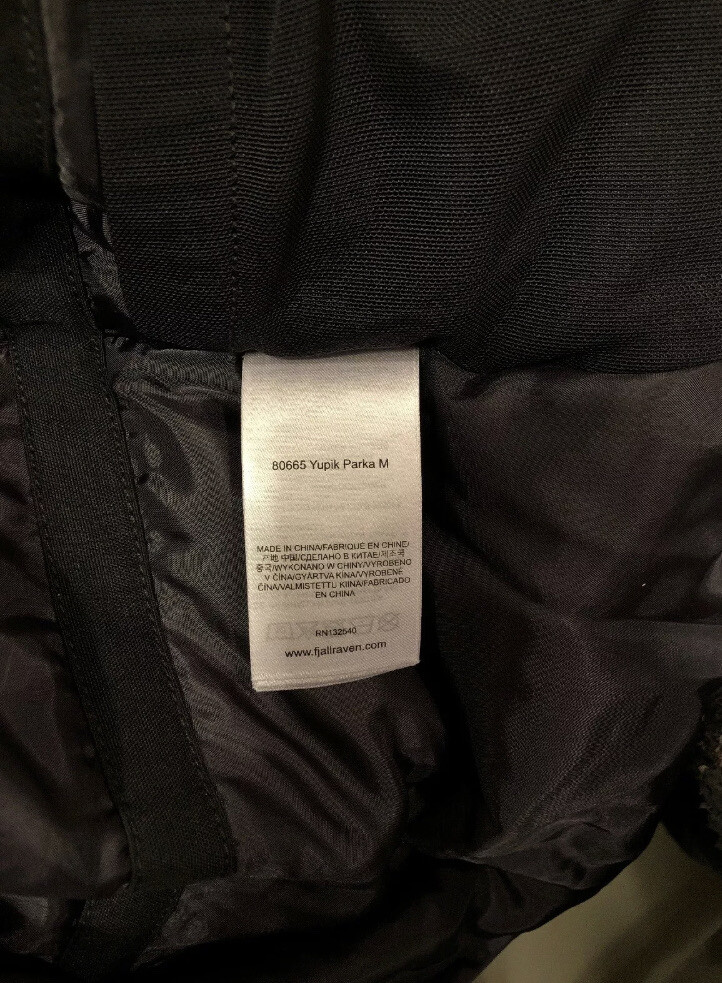 80665 Yupik Parka M
MADE IN CHINA/FABRIQUE EN CHINE/
产地 中国/СДЕЛАНО В КИТАЕ/제조국
중국/WYKONANO W CHINY/VYROBENO
V ČÍNA/GYÁRTVA KÍNA/VYROBENÉ
ČÍNA/VALMISTETTU KIINA/FABRICADO
EN CHINA
RN132540
www.fjallraven.com